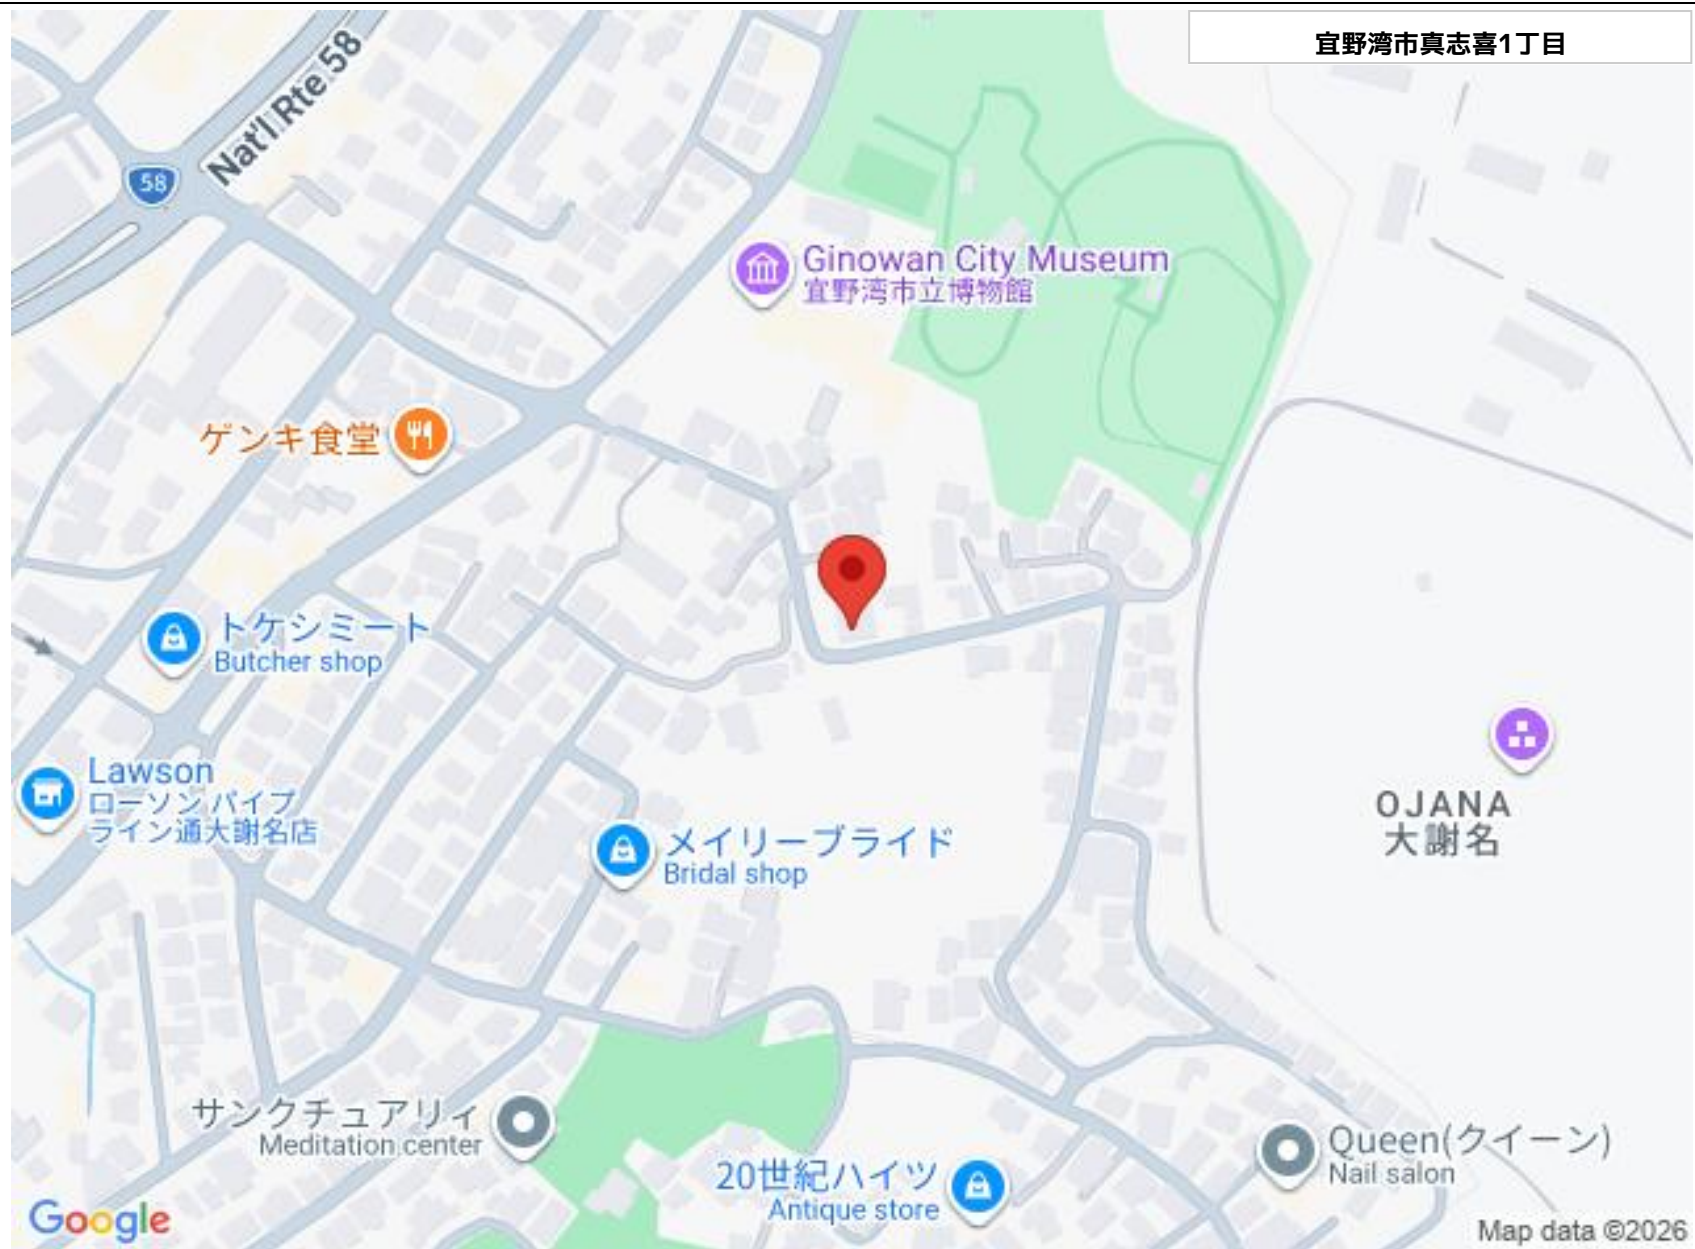 宜野湾市真志喜1丁目
Nat'l Rte 58
58
Ginowan City Museum
宜野湾市立博物館
ゲンキ食堂
トケシミート
Butcher shop
Lawson
ローソン パイプ
ライン通大謝名店
OJANA
大謝名
メイリーブライド
Bridal shop
サンクチュアリィ
Meditation center
Queen(クイーン)
Nail salon
20世紀ハイツ
Antique store
Google
Map data ©2026